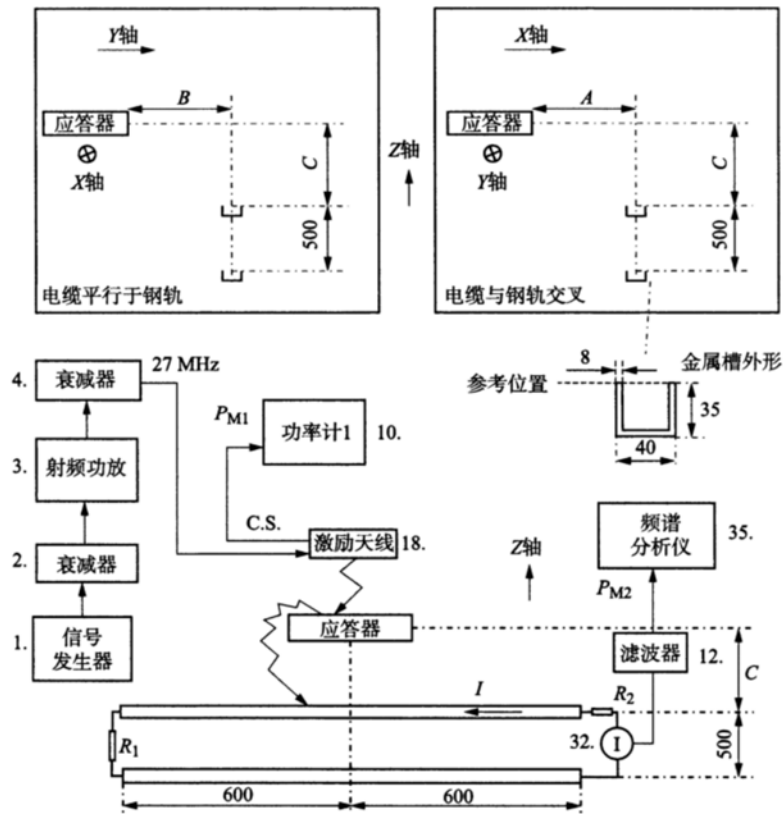 Y轴
B
应答器
X轴
C
500
电缆平行于钢轨
Z轴
X轴
A
应答器
Y轴
C
500
电缆与钢轨交叉
8
金属槽外形
参考位置
35
40
4.
衰减器
27 MHz
3.
射频功放
2.
衰减器
1.
信号
发生器
PM1
功率计1
10.
C.S.
激励天线
18.
Z轴
应答器
频谱
分析仪
35.
PM2
滤波器
12.
C
I
R2
32.
I
R1
500
600
600